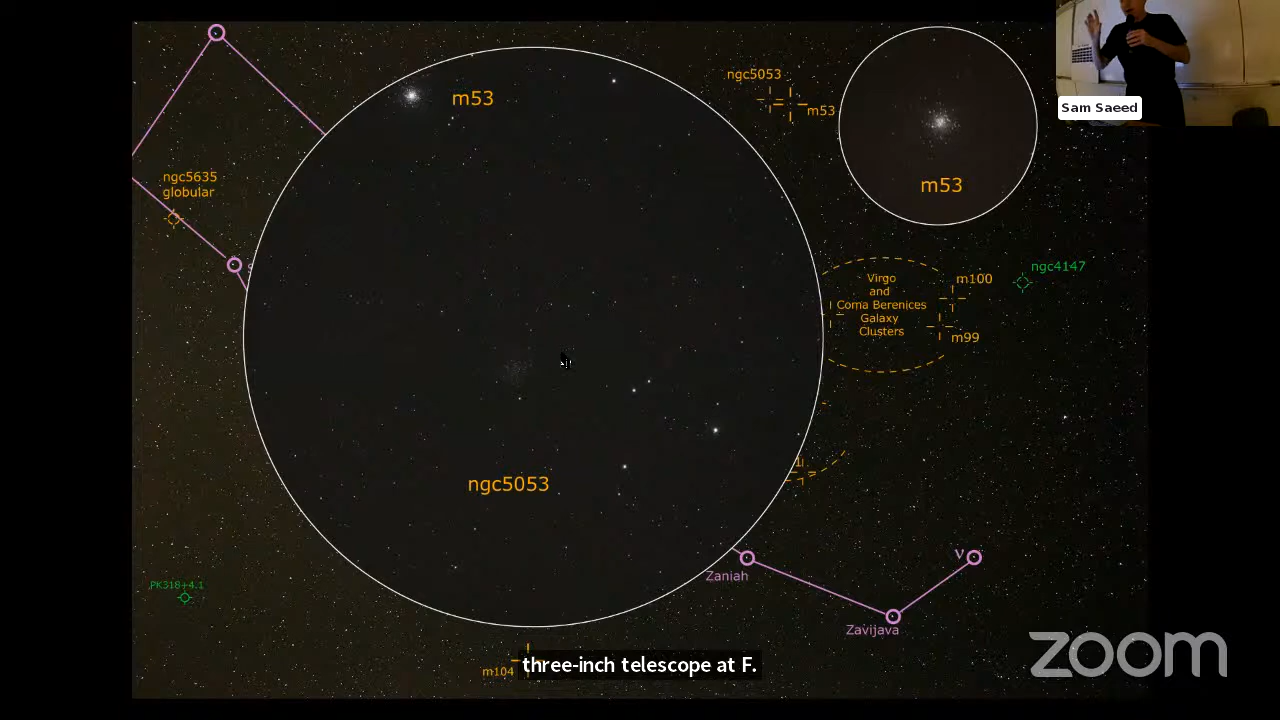 m53
ngc5053
m53
ngc5635
globular
m53
Sam Saeed
Virgo
and
Coma Berenices
Galaxy
Clusters
m100
ngc4147
m99
ngc5053
PK318+4.1
Zaniah
ν
Zavijava
m104
three-inch telescope at F.
zoom